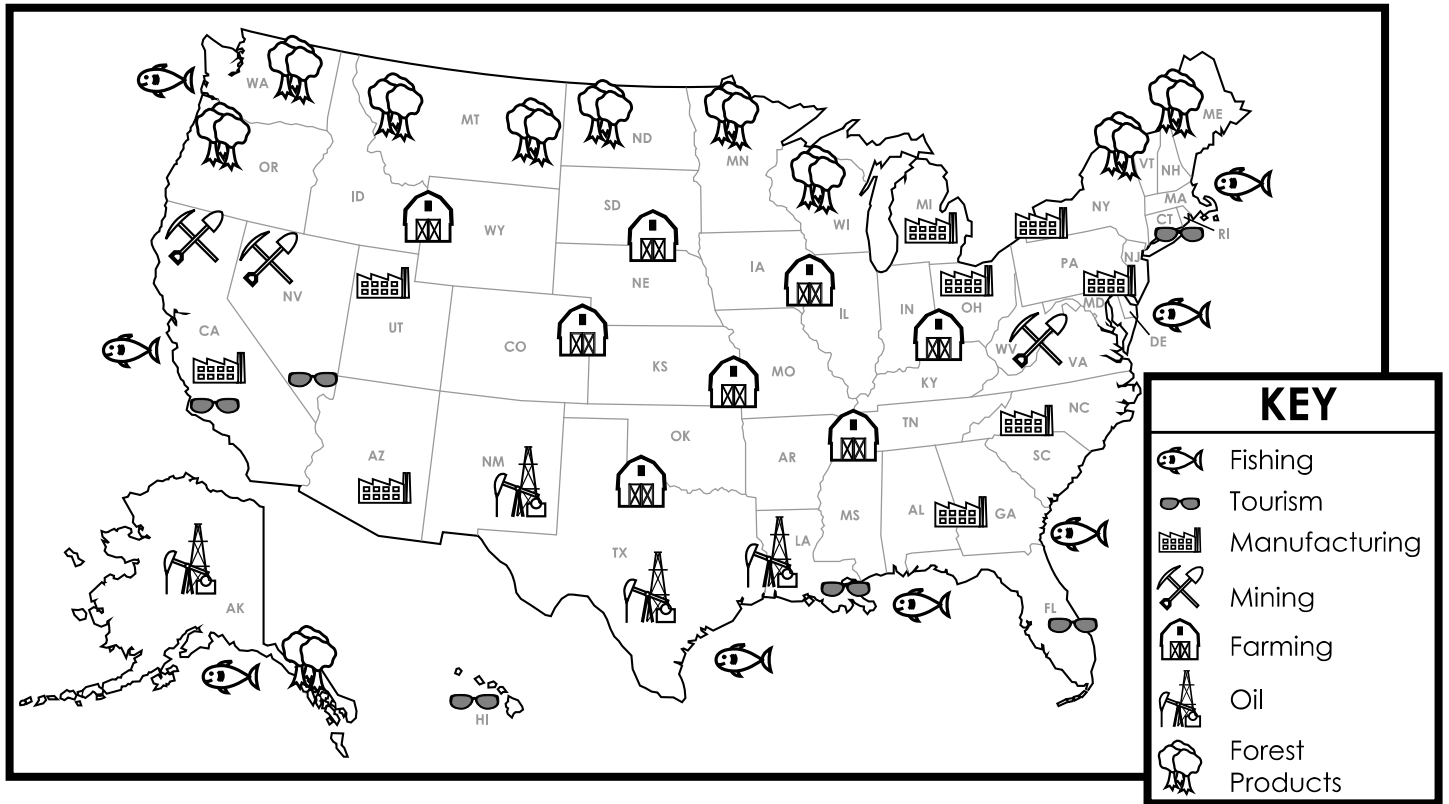 WA
MT
ND
MN
ME
OR
ID
SD
WY
WI
MI
NY
VT
NH
MA
CT
RI
NV
UT
CO
NE
IA
IL
IN
OH
PA
NJ
MD
DE
CA
KS
MO
KY
WV
VA
AZ
NM
OK
AR
TN
NC
SC
TX
LA
MS
AL
GA
FL
AK
HI
KEY
Fishing
Tourism
Manufacturing
Mining
Farming
Oil
Forest
Products